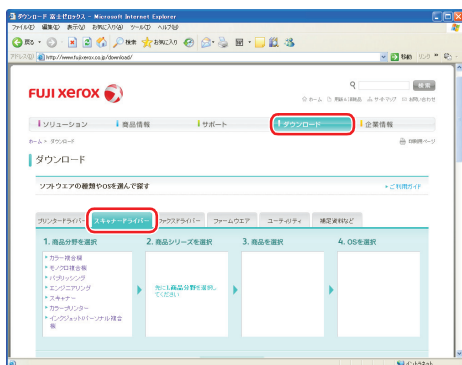 ダウンロード 富士ゼロックス - Microsoft Internet Explorer
ファイル(F) 編集(E) 表示(V) お気に入り(A) ツール(T) ヘルプ(H)
戻る 検索 お気に入り
アドレス(D) http://www.fujixerox.co.jp/download/ 移動 リンク
FUJI XEROX 検索
ホーム サイトマップ お問い合わせ
ソリューション 商品情報 サポート ダウンロード 企業情報
ホーム > ダウンロード 印刷用ページ
ダウンロード
ソフトウエアの種類やOSを選んで探す ご利用ガイド
プリンタードライバー スキャナードライバー ファクスドライバー ファームウエア ユーティリティ 補足資料など
1. 商品分野を選択 2. 商品シリーズを選択 3. 商品を選択 4. OSを選択
カラー複合機
モノクロ複合機
パブリッシング
エンジニアリング
スキャナー
カラープリンター
インクジェット/パーソナル複合機
先に1.商品分野を選択してください
インターネット